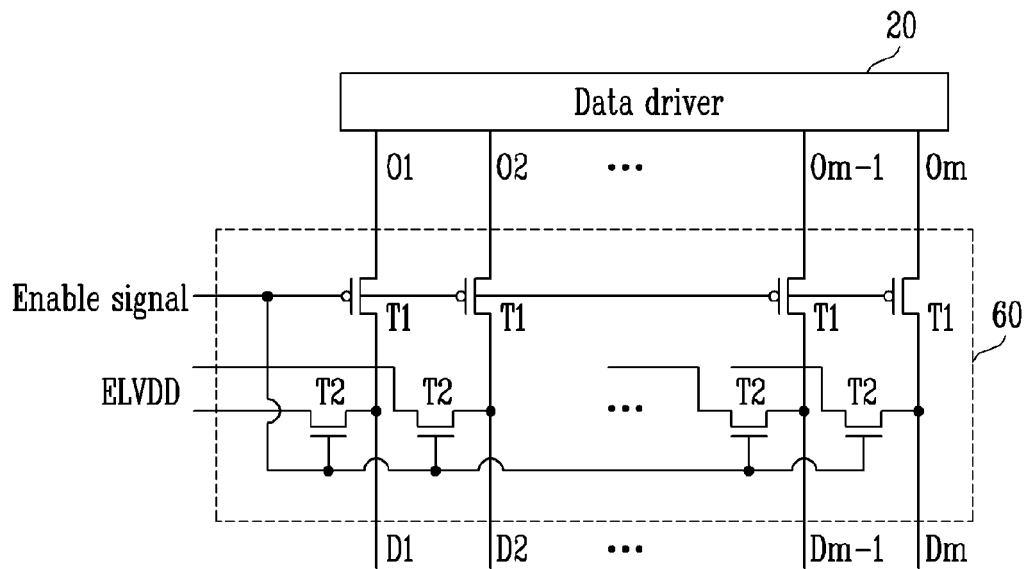 20
Data driver
O1 O2 ••• Om-1 Om
Enable signal
T1 T1 T1 T1
60
ELVDD
T2 T2 ••• T2 T2
D1 D2 ••• Dm-1 Dm